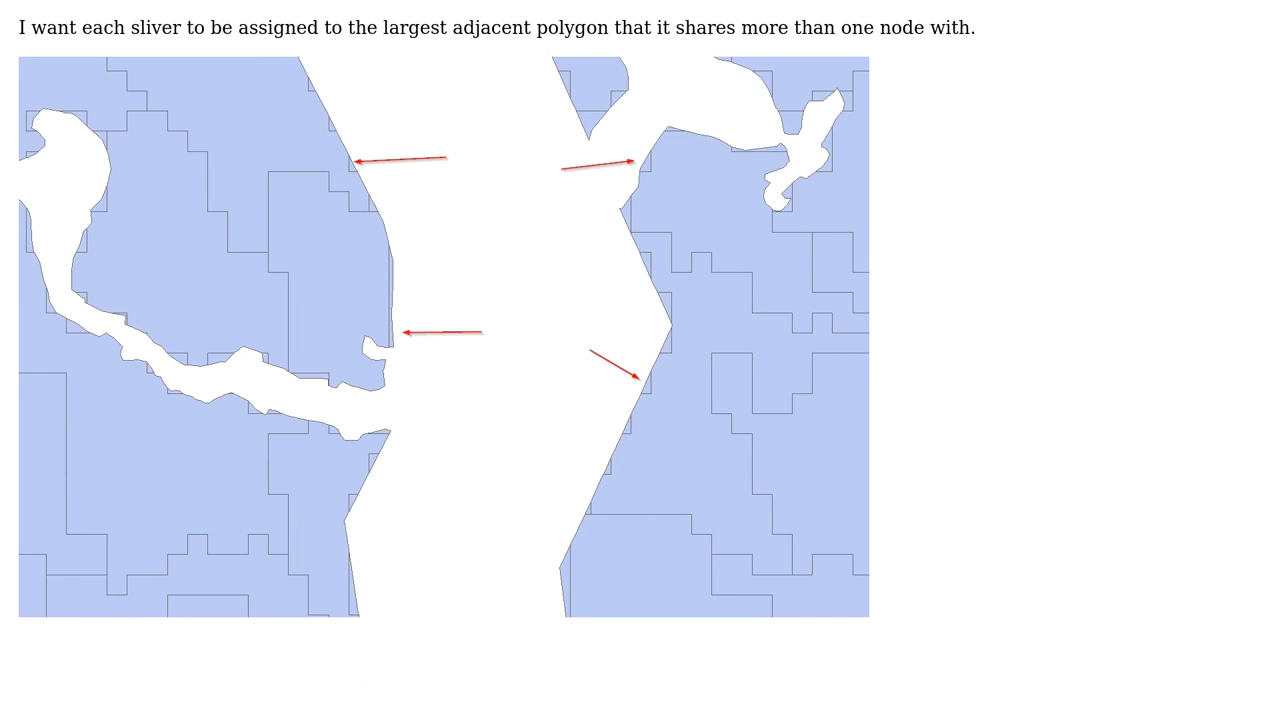 I want each sliver to be assigned to the largest adjacent polygon that it shares more than one node with.